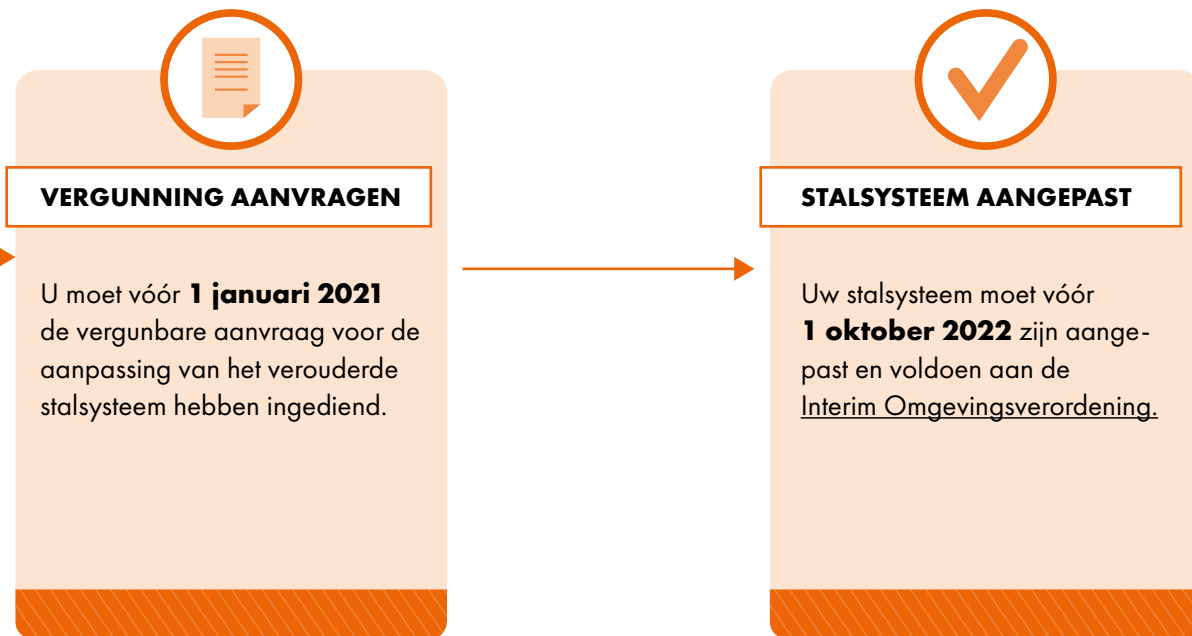 VERGUNNING AANVRAGEN
U moet vóór 1 januari 2021
de vergunbare aanvraag voor de
aanpassing van het verouderde
stalsysteem hebben ingediend.
STALSYSTEEM AANGEPAST
Uw stalsysteem moet vóór
1 oktober 2022 zijn aange-
past en voldoen aan de
Interim Omgevingsverordening.